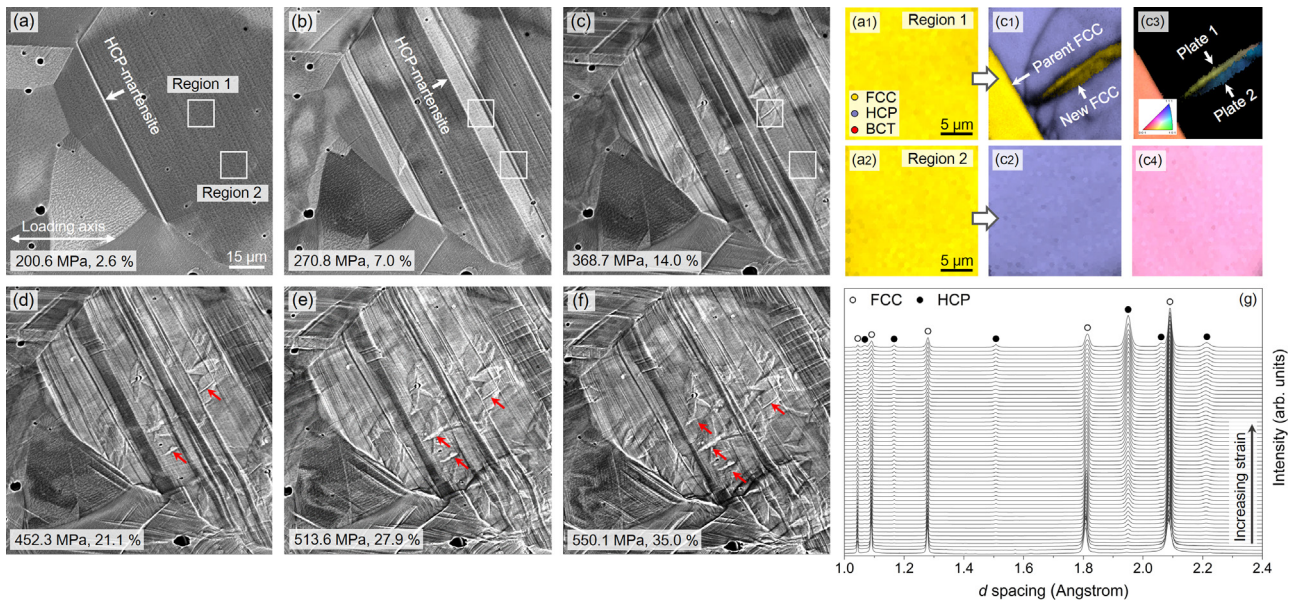 (a)
HCP-martensite
Region 1
Region 2
Loading axis
15 μm
200.6 MPa, 2.6 %
(b)
HCP-martensite
270.8 MPa, 7.0 %
(c)
368.7 MPa, 14.0 %
(a1)
Region 1
FCC
HCP
BCT
5 μm
(c1)
Parent FCC
New FCC
(c3)
Plate 1
Plate 2
(a2)
Region 2
5 μm
(c2)
(c4)
(d)
452.3 MPa, 21.1 %
(e)
513.6 MPa, 27.9 %
(f)
550.1 MPa, 35.0 %
FCC
HCP
(g)
Increasing strain
Intensity (arb. units)
1.0 1.2 1.4 1.6 1.8 2.0 2.2 2.4
d spacing (Angstrom)